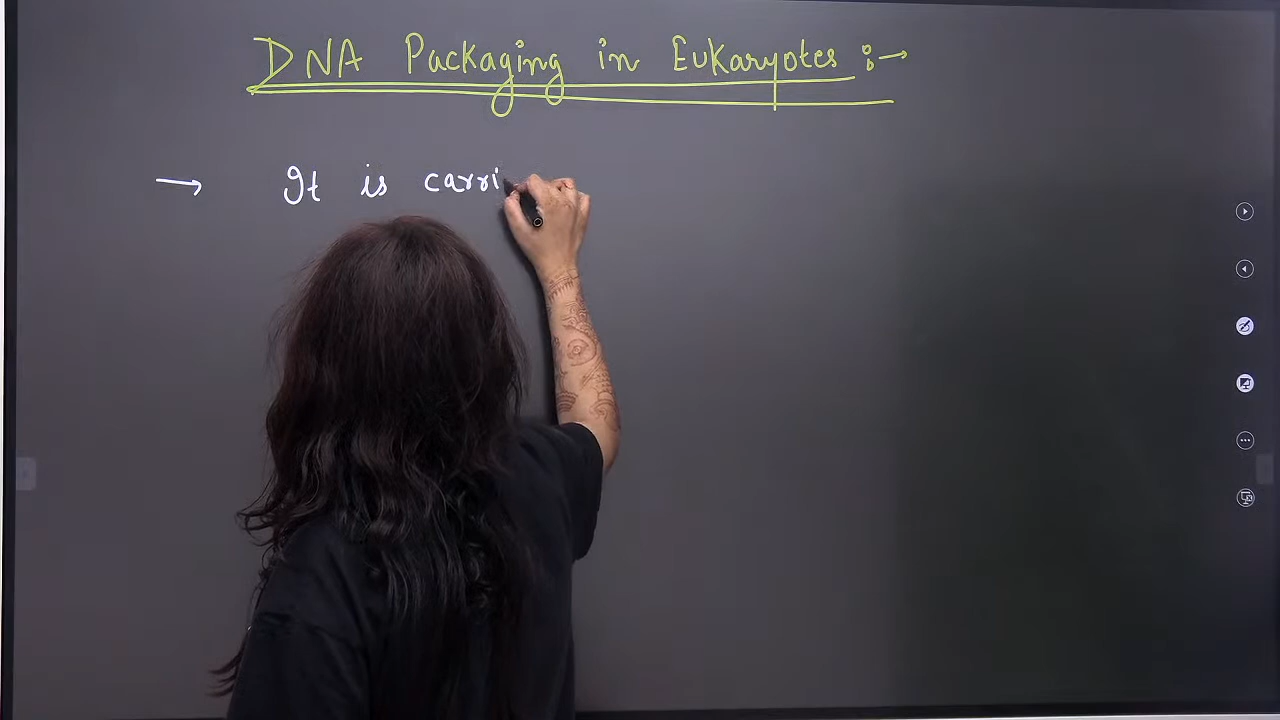 DNA Packaging in Eukaryotes :→
→ It is carri